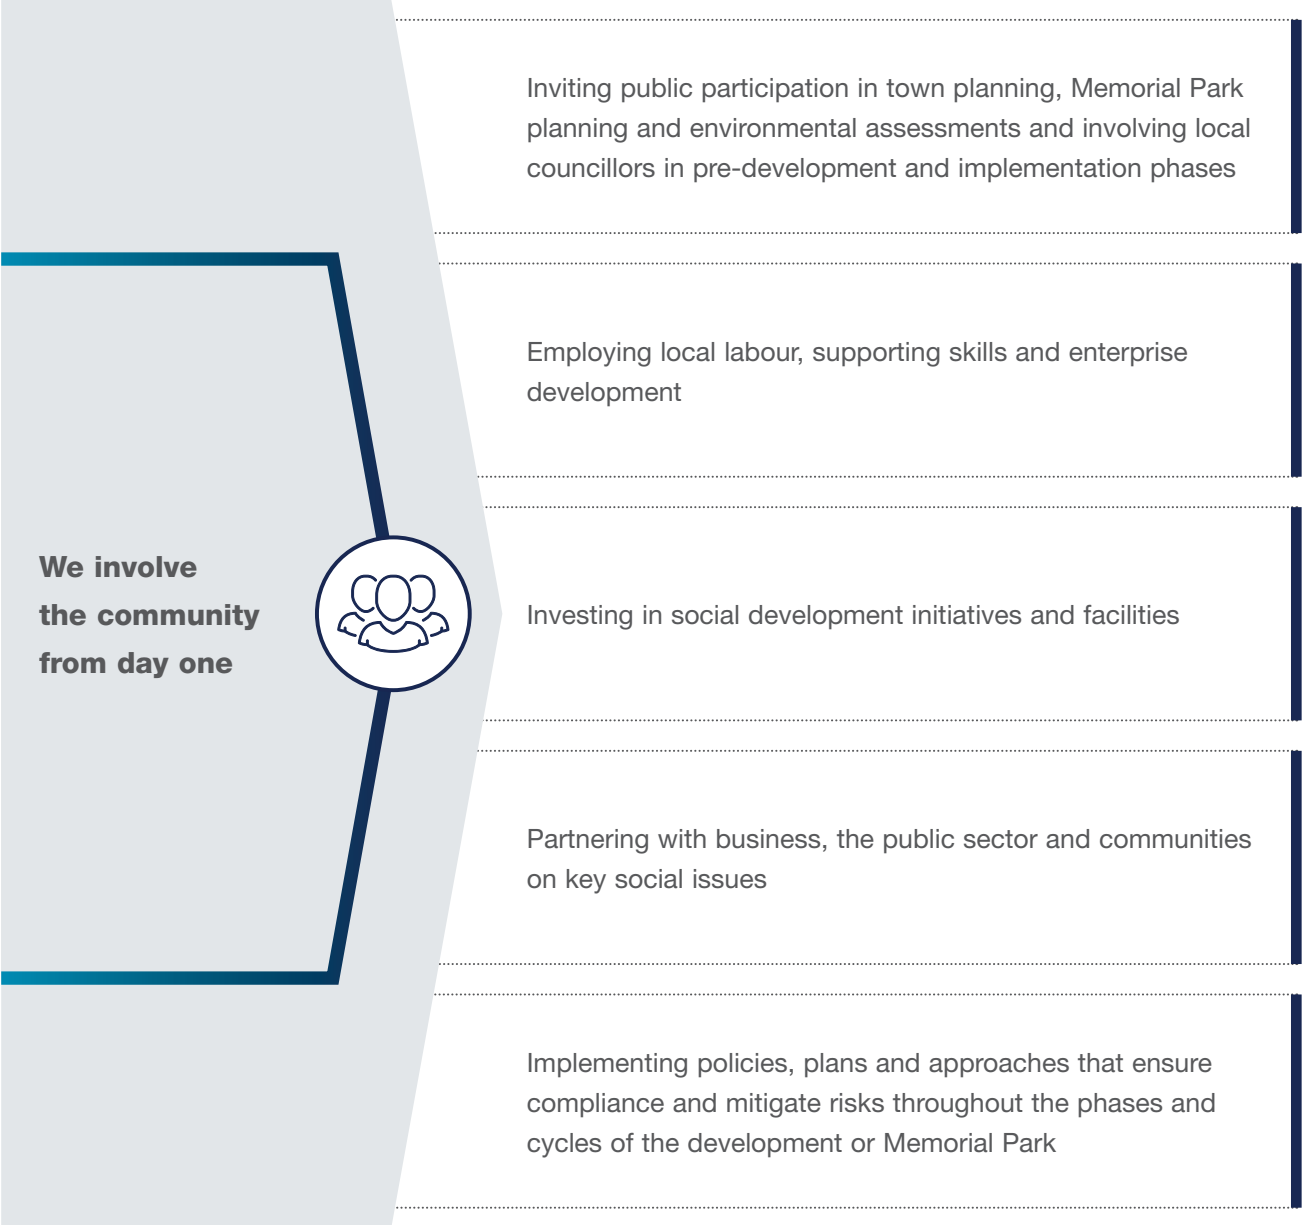 We involve
the community
from day one
Inviting public participation in town planning, Memorial Park
planning and environmental assessments and involving local
councillors in pre-development and implementation phases
Employing local labour, supporting skills and enterprise
development
Investing in social development initiatives and facilities
Partnering with business, the public sector and communities
on key social issues
Implementing policies, plans and approaches that ensure
compliance and mitigate risks throughout the phases and
cycles of the development or Memorial Park